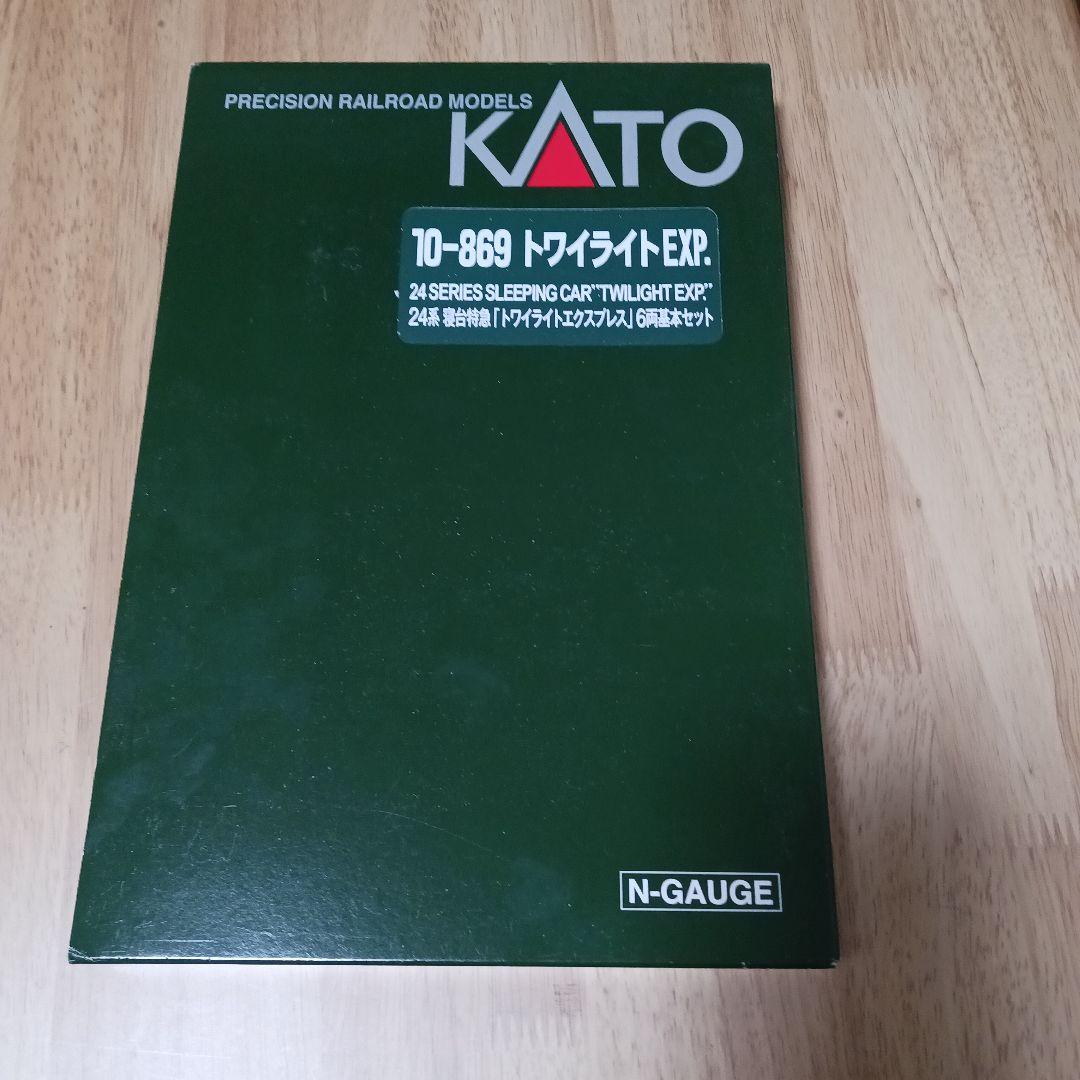 PRECISION RAILROAD MODELS
KATO
10-869 トワイライトEXP.
24 SERIES SLEEPING CAR "TWILIGHT EXP."
24系 寝台特急「トワイライトエクスプレス」6両基本セット
N-GAUGE